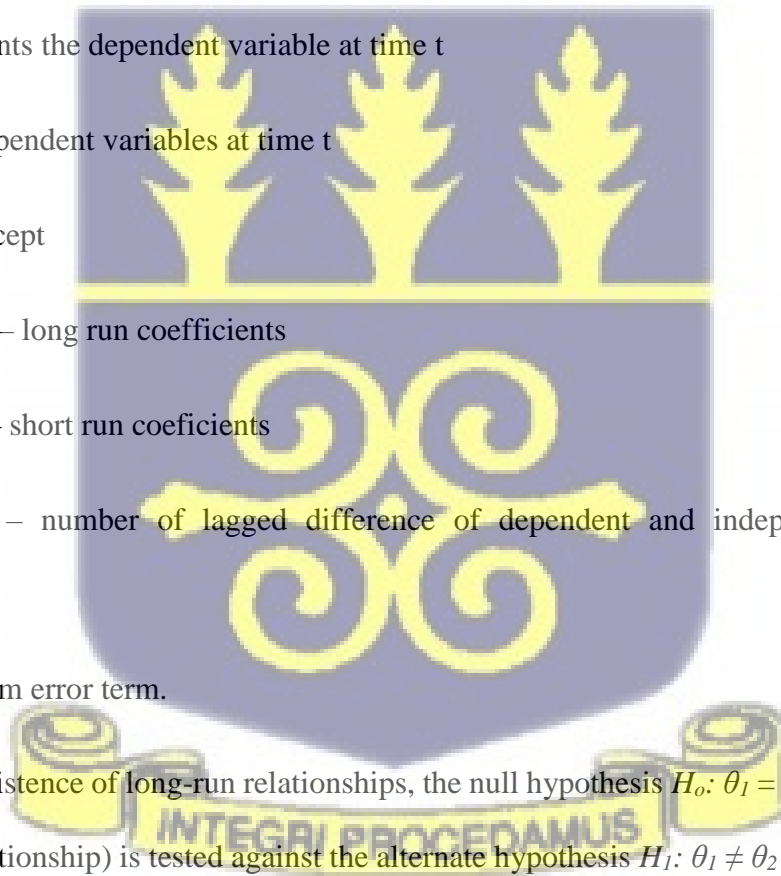 nts the dependent variable at time t
pendent variables at time t
cept
– long run coefficients
- short run coeficients
– number of lagged difference of dependent and indep
m error term.
istence of long-run relationships, the null hypothesis H₀: θ₁ =
INTEGRI PROCEDAMUS
tionship) is tested against the alternate hypothesis H₁: θ₁ ≠ θ₂